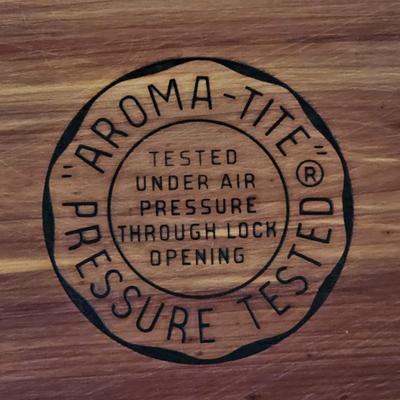 "AROMA-TITE"®
TESTED
UNDER AIR
PRESSURE
THROUGH LOCK
OPENING
PRESSURE TESTED